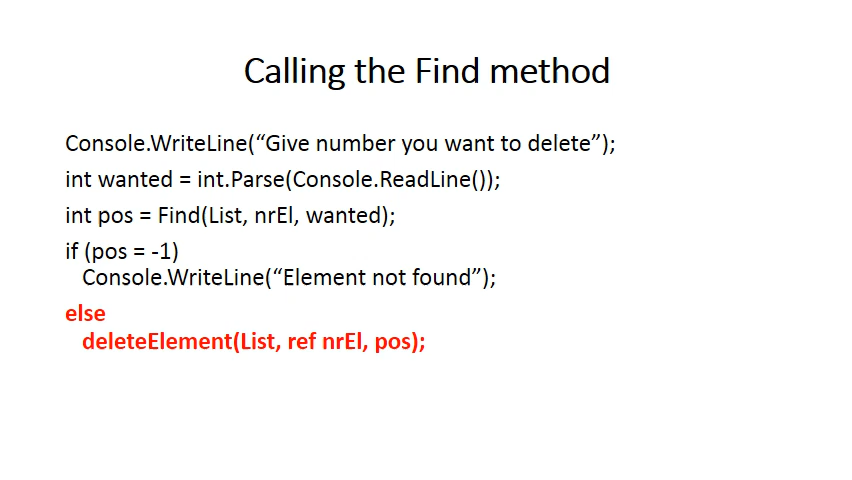 Calling the Find method
Console.WriteLine(“Give number you want to delete”);
int wanted = int.Parse(Console.ReadLine());
int pos = Find(List, nrEl, wanted);
if (pos = -1)
Console.WriteLine(“Element not found”);
else
deleteElement(List, ref nrEl, pos);